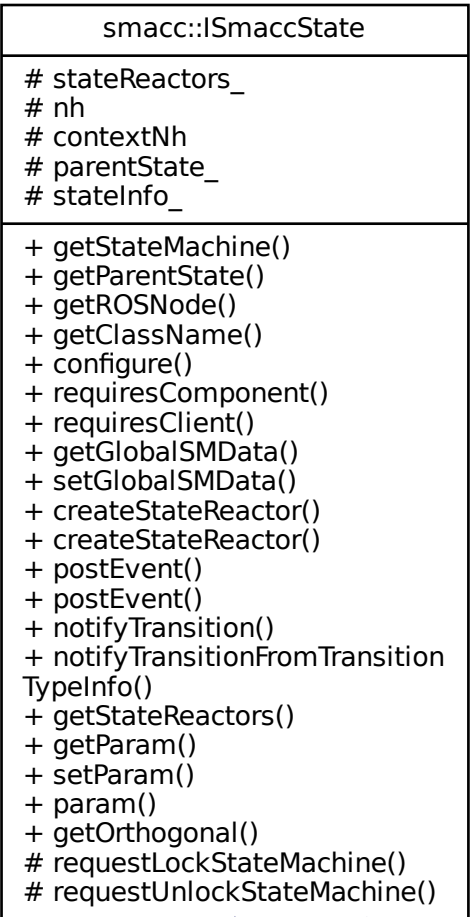 smacc::ISmaccState
# stateReactors_
# nh
# contextNh
# parentState_
# stateInfo_
+ getStateMachine()
+ getParentState()
+ getROSNode()
+ getClassName()
+ configure()
+ requiresComponent()
+ requiresClient()
+ getGlobalSMData()
+ setGlobalSMData()
+ createStateReactor()
+ createStateReactor()
+ postEvent()
+ postEvent()
+ notifyTransition()
+ notifyTransitionFromTransition
TypeInfo()
+ getStateReactors()
+ getParam()
+ setParam()
+ param()
+ getOrthogonal()
# requestLockStateMachine()
# requestUnlockStateMachine()